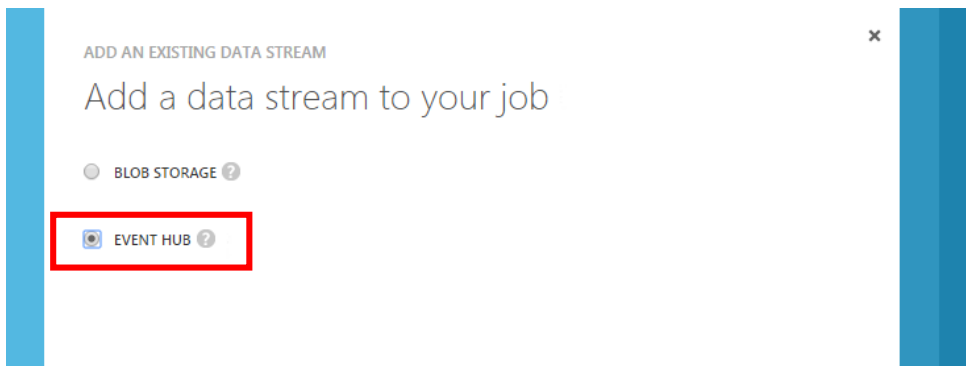 ADD AN EXISTING DATA STREAM
Add a data stream to your job
BLOB STORAGE ?
EVENT HUB ?